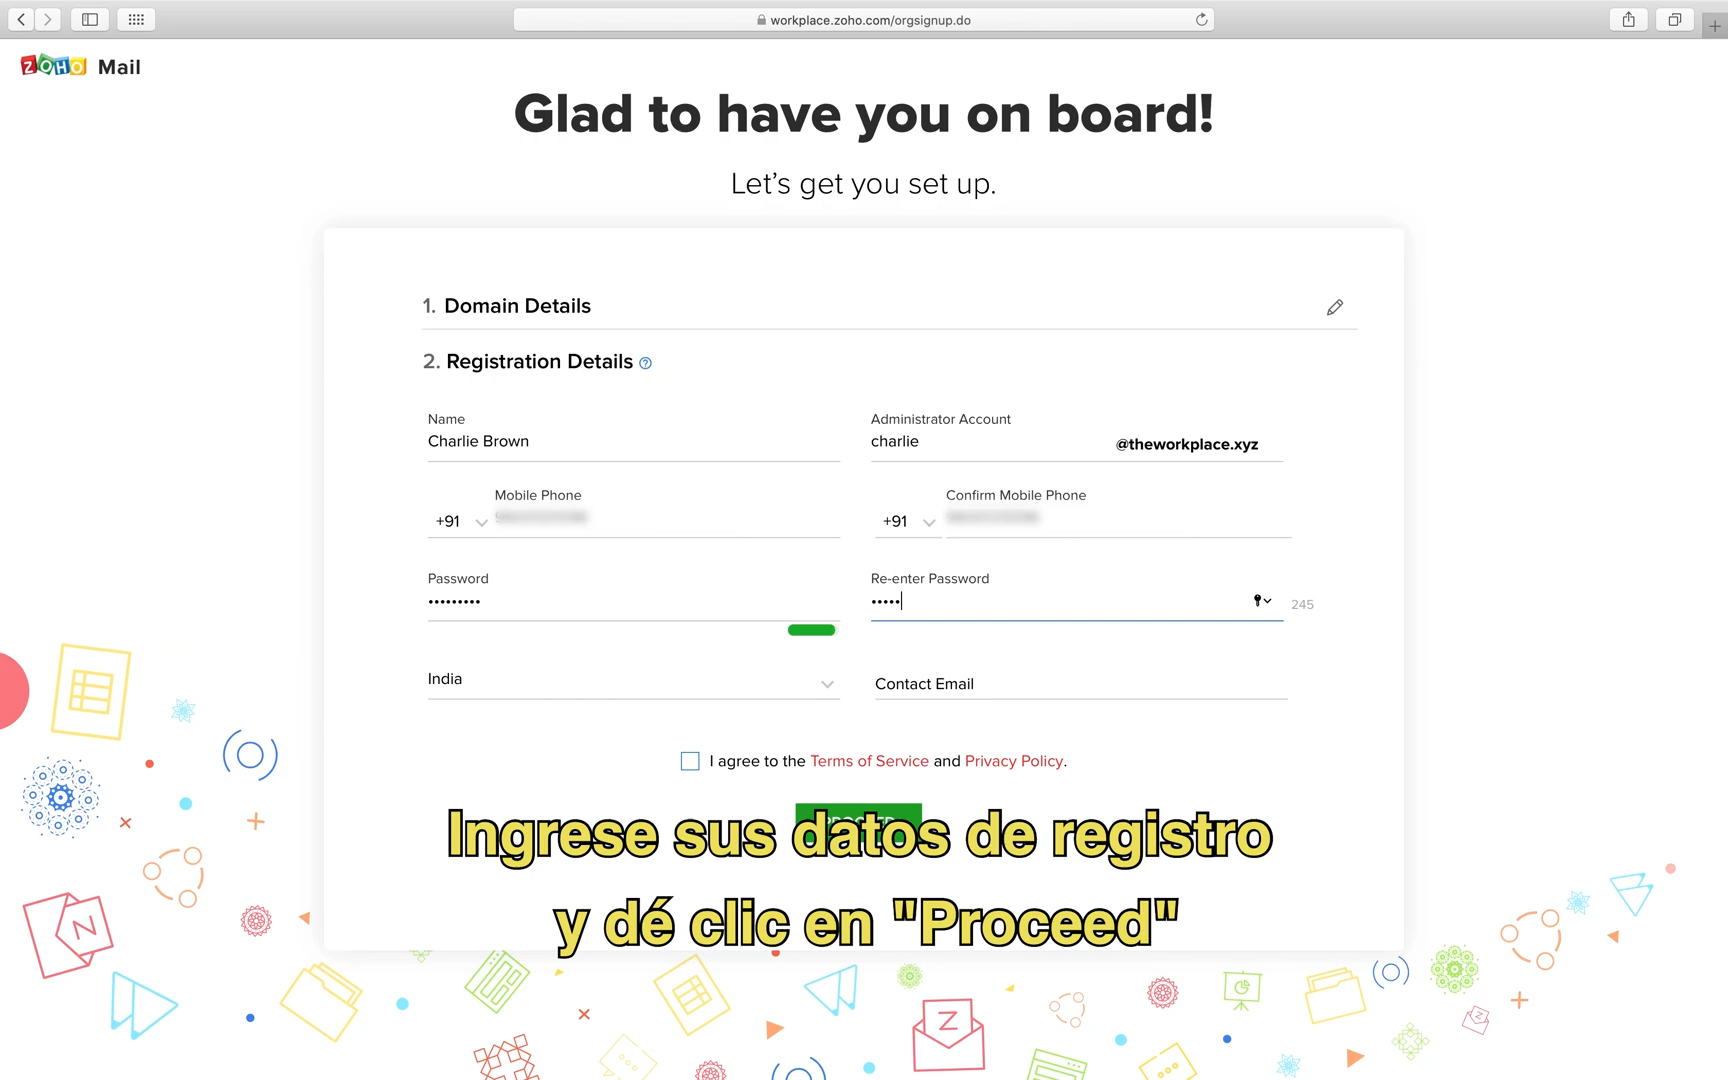 workplace.zoho.com/orgsignup.do
ZOHO Mail
Glad to have you on board!
Let's get you set up.
1. Domain Details
2. Registration Details ?
Name
Charlie Brown
Administrator Account
charlie
@theworkplace.xyz
Mobile Phone
+91
Confirm Mobile Phone
+91
Password
•••••••••
Re-enter Password
•••••
245
India
Contact Email
I agree to the Terms of Service and Privacy Policy.
Ingrese sus datos de registro
y dé clic en "Proceed"